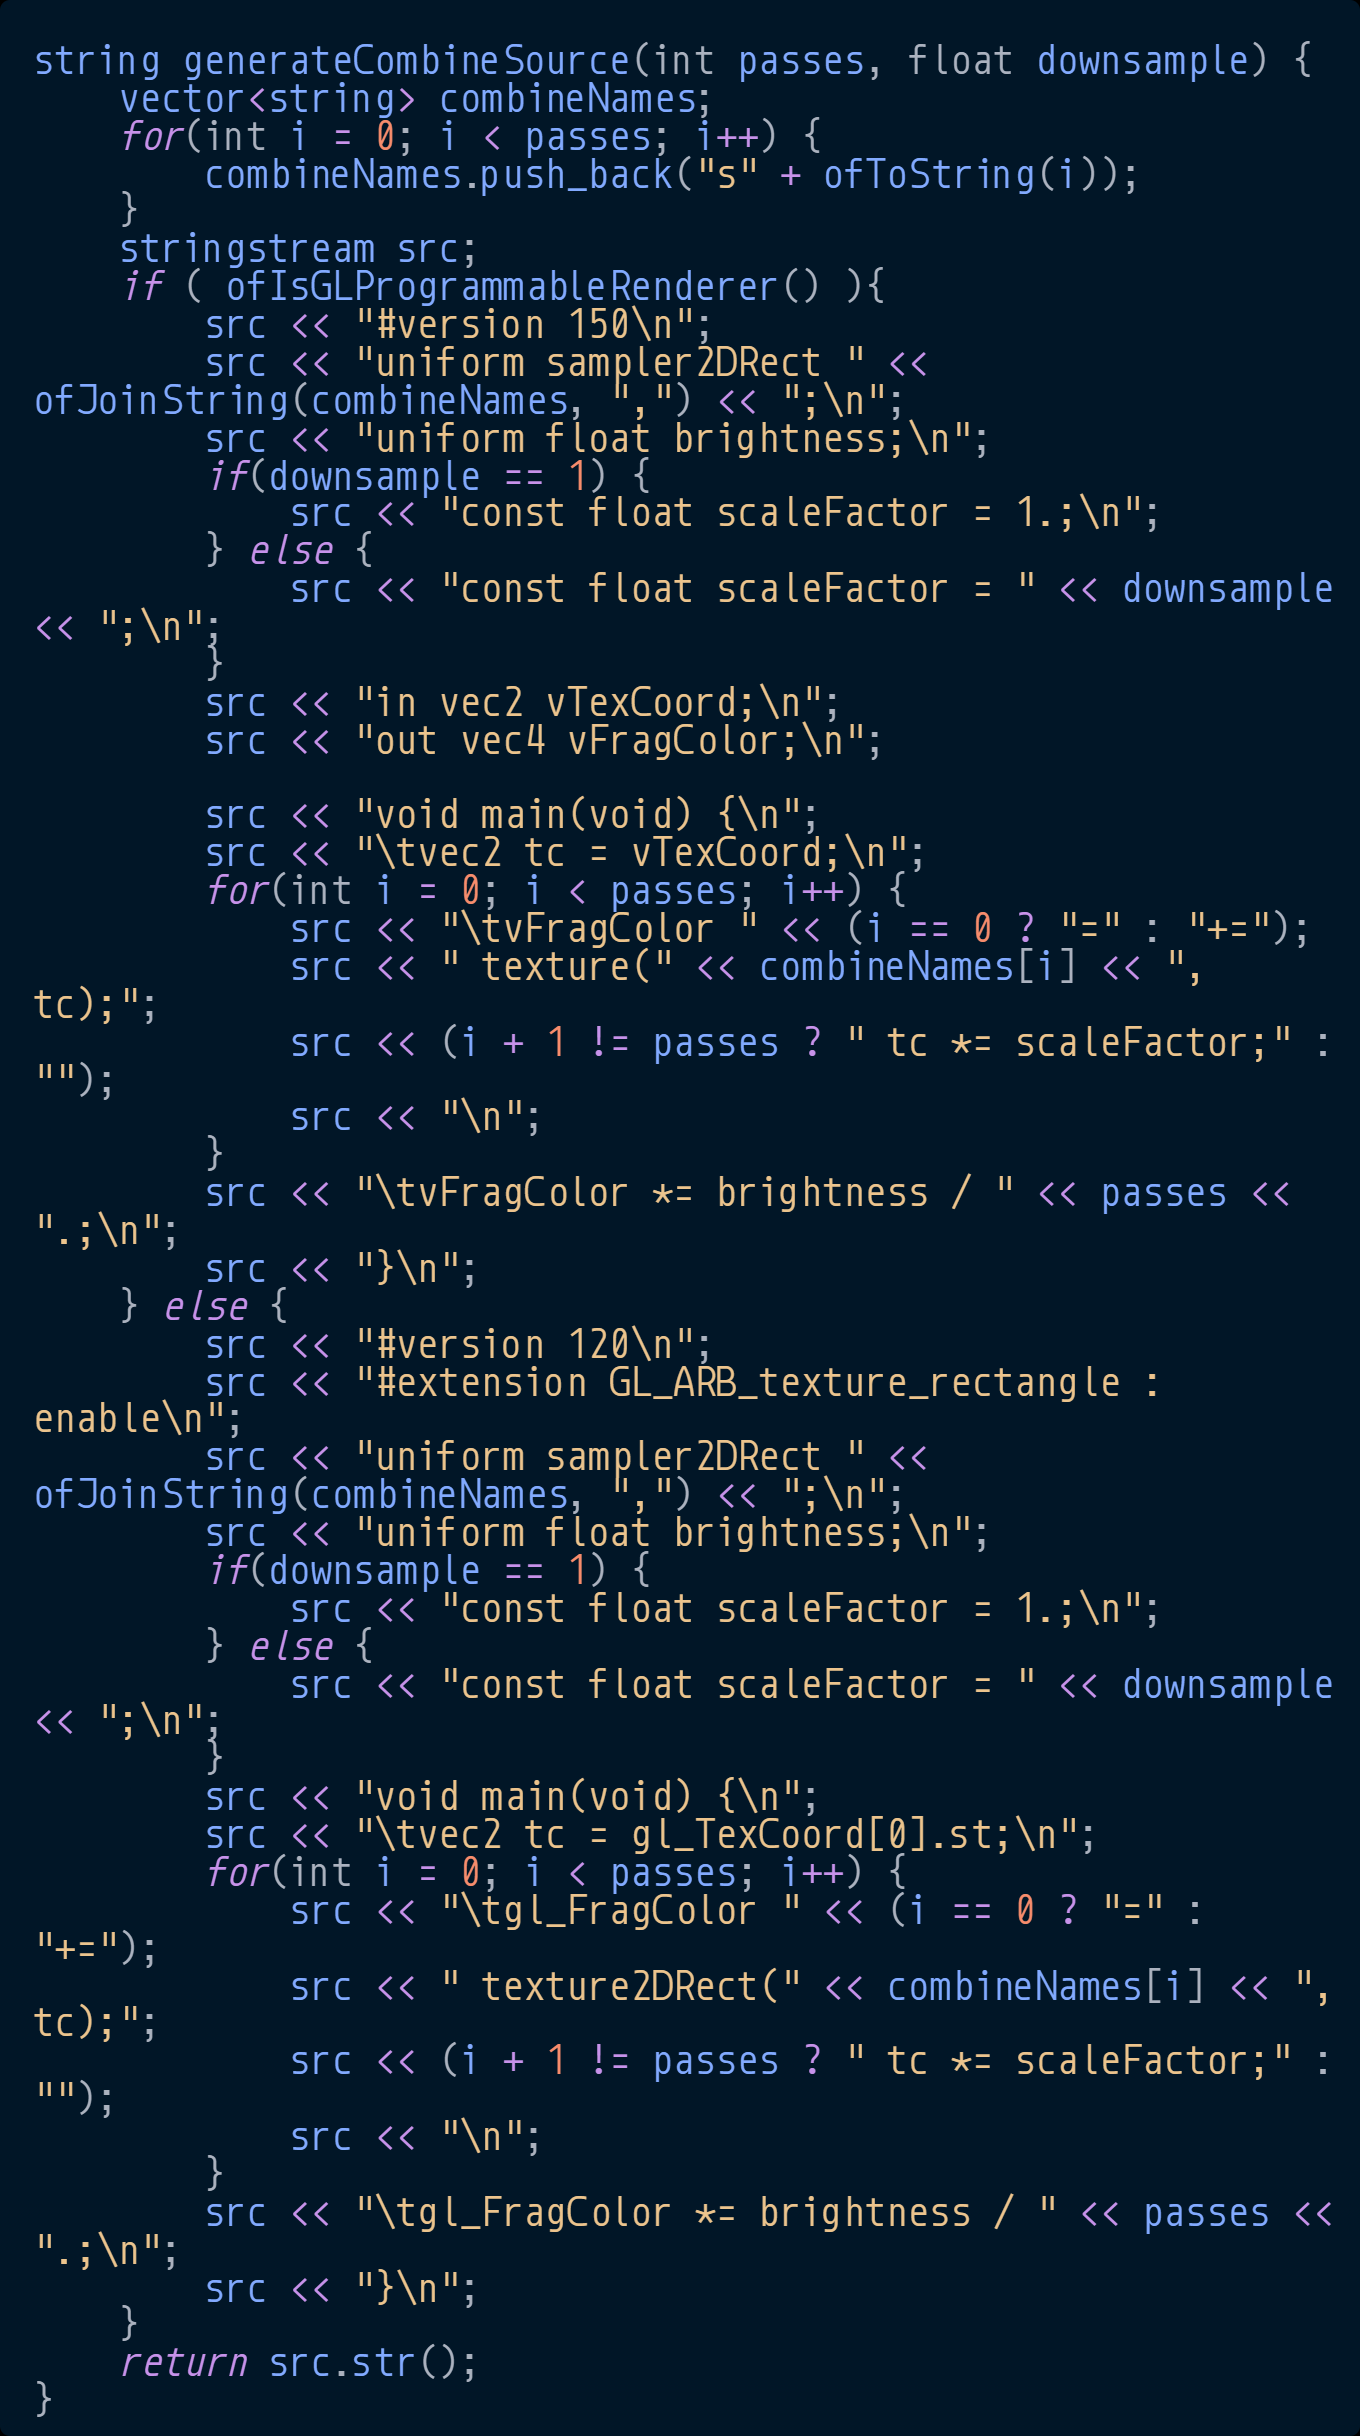 string generateCombineSource(int passes, float downsample) {
    vector<string> combineNames;
    for(int i = 0; i < passes; i++) {
        combineNames.push_back("s" + ofToString(i));
    }
    stringstream src;
    if ( ofIsGLProgrammableRenderer() ){
        src << "#version 150\n";
        src << "uniform sampler2DRect " <<
ofJoinString(combineNames, ",") << ";\n";
        src << "uniform float brightness;\n";
        if(downsample == 1) {
            src << "const float scaleFactor = 1.;\n";
        } else {
            src << "const float scaleFactor = " << downsample
<< ";\n";
        }
        src << "in vec2 vTexCoord;\n";
        src << "out vec4 vFragColor;\n";

        src << "void main(void) {\n";
        src << "\tvec2 tc = vTexCoord;\n";
        for(int i = 0; i < passes; i++) {
            src << "\tvFragColor " << (i == 0 ? "=" : "+=");
            src << " texture(" << combineNames[i] << ",
tc);";
            src << (i + 1 != passes ? " tc *= scaleFactor;" :
"");
            src << "\n";
        }
        src << "\tvFragColor *= brightness / " << passes <<
".;\n";
        src << "}\n";
    } else {
        src << "#version 120\n";
        src << "#extension GL_ARB_texture_rectangle :
enable\n";
        src << "uniform sampler2DRect " <<
ofJoinString(combineNames, ",") << ";\n";
        src << "uniform float brightness;\n";
        if(downsample == 1) {
            src << "const float scaleFactor = 1.;\n";
        } else {
            src << "const float scaleFactor = " << downsample
<< ";\n";
        }
        src << "void main(void) {\n";
        src << "\tvec2 tc = gl_TexCoord[0].st;\n";
        for(int i = 0; i < passes; i++) {
            src << "\tgl_FragColor " << (i == 0 ? "=" :
"+=");
            src << " texture2DRect(" << combineNames[i] << ",
tc);";
            src << (i + 1 != passes ? " tc *= scaleFactor;" :
"");
            src << "\n";
        }
        src << "\tgl_FragColor *= brightness / " << passes <<
".;\n";
        src << "}\n";
    }
    return src.str();
}